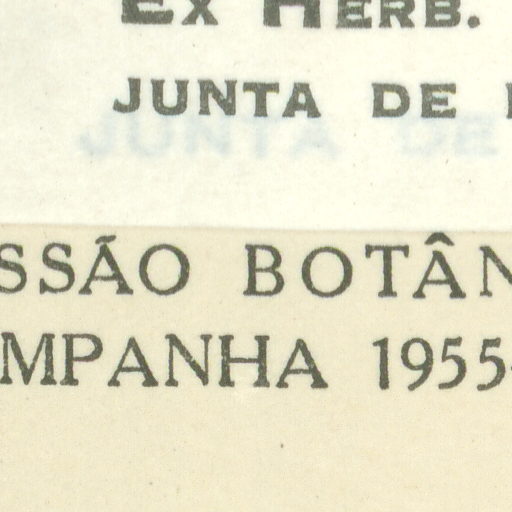 Ex Herb.
JUNTA DE
SSÃO BOTÂN
MPANHA 1955-